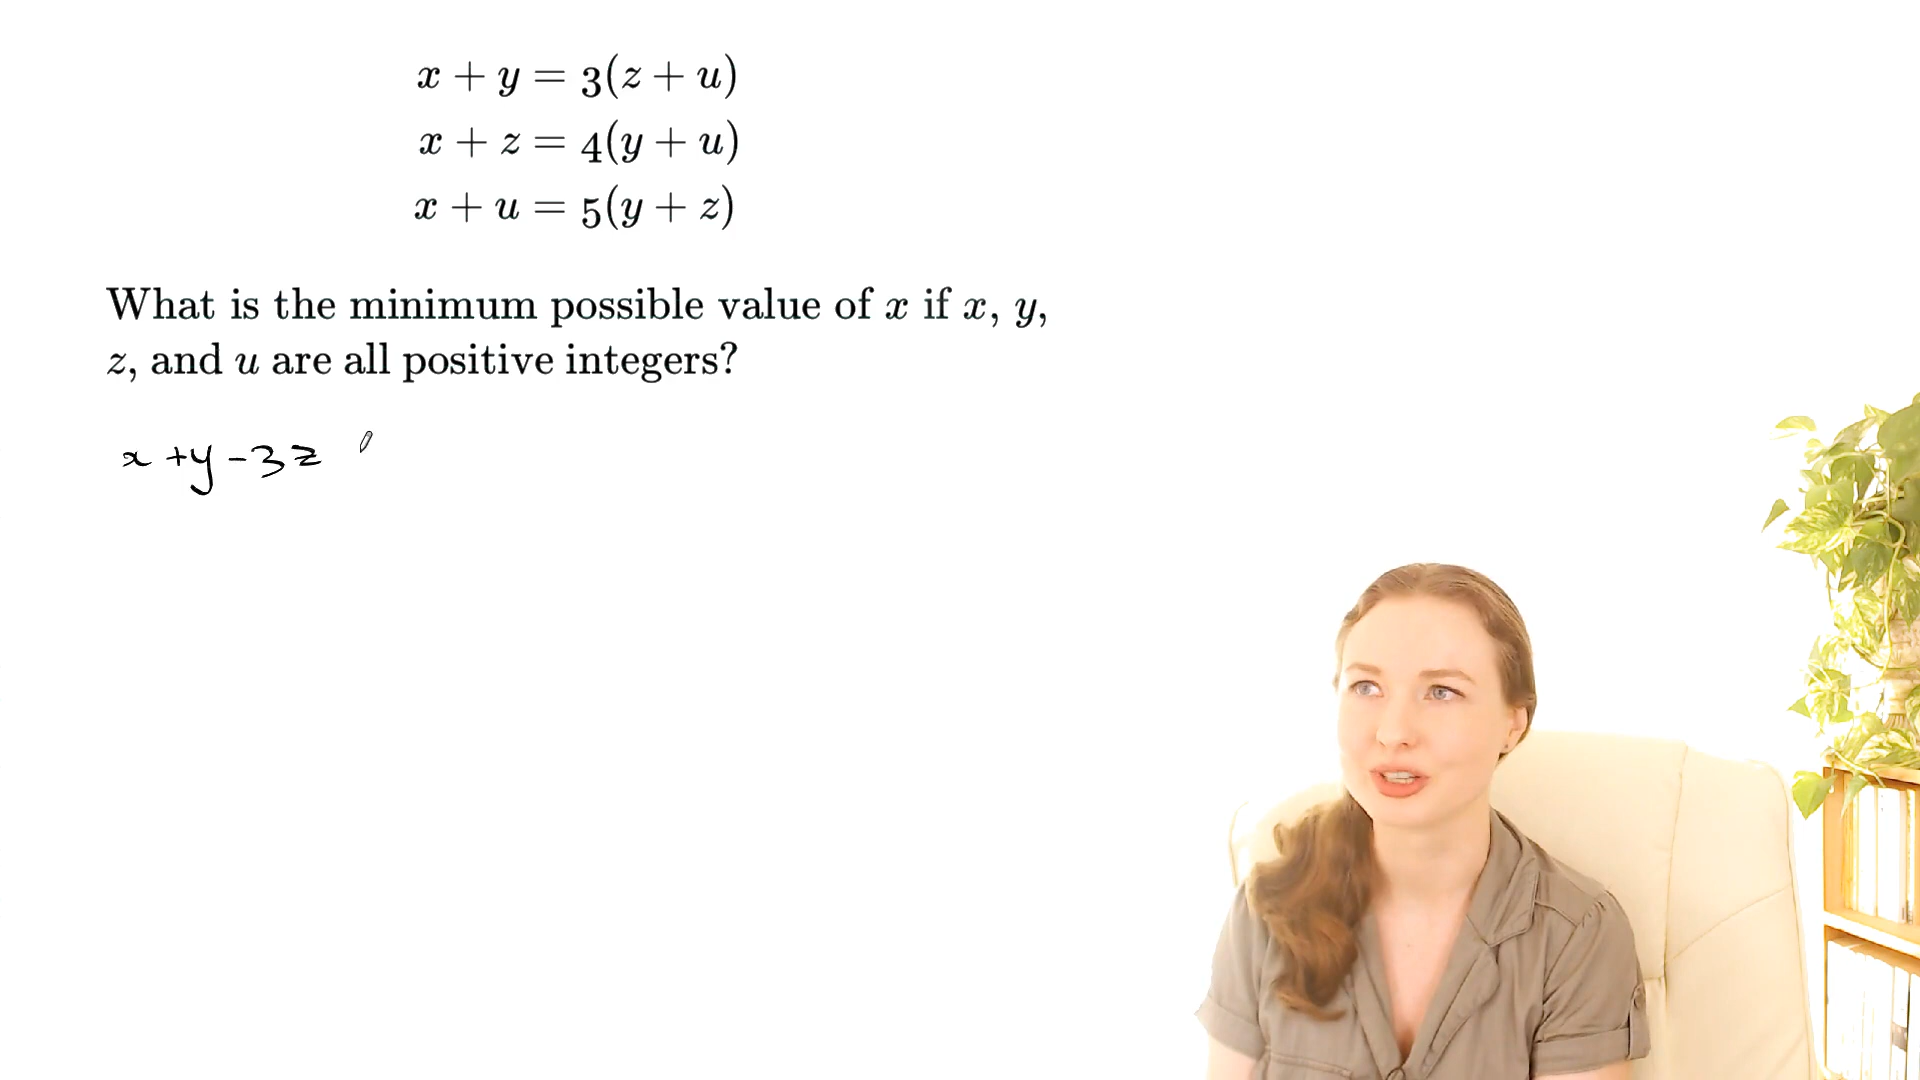 x + y = 3(z + u)
x + z = 4(y + u)
x + u = 5(y + z)
What is the minimum possible value of x if x, y,
z, and u are all positive integers?
x + y - 3z